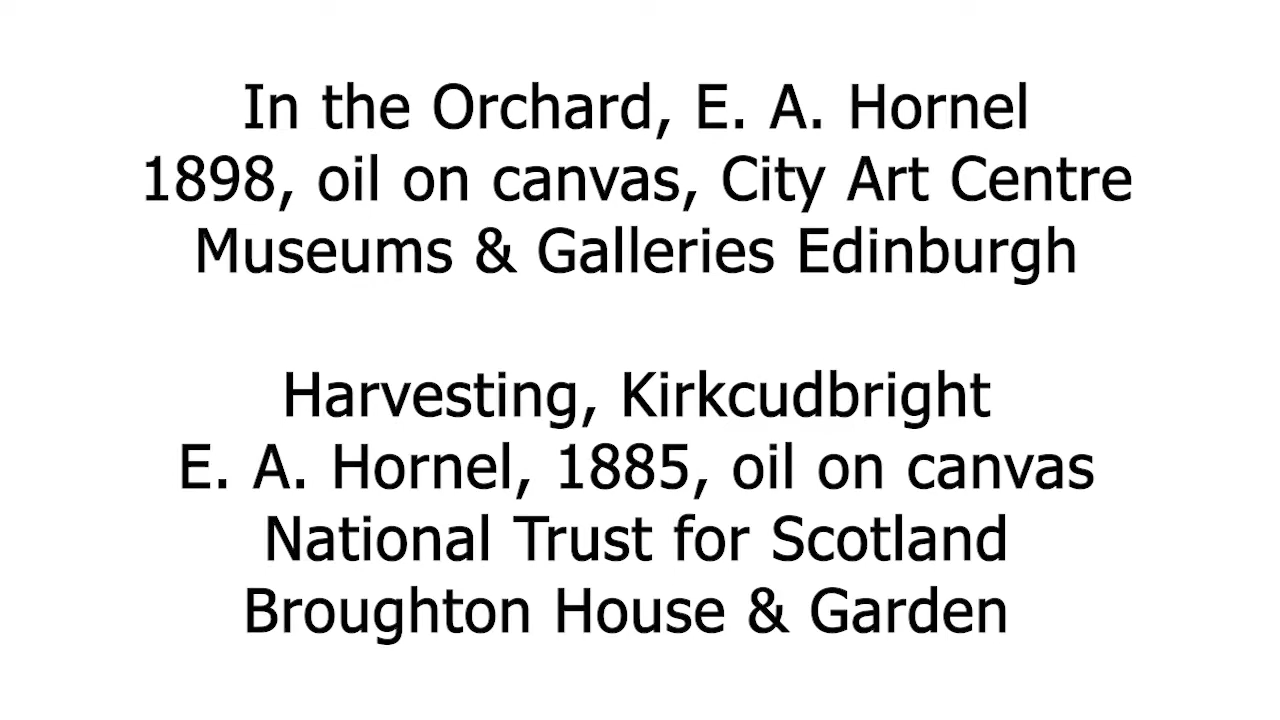 In the Orchard, E. A. Hornel
1898, oil on canvas, City Art Centre
Museums & Galleries Edinburgh
Harvesting, Kirkcudbright
E. A. Hornel, 1885, oil on canvas
National Trust for Scotland
Broughton House & Garden